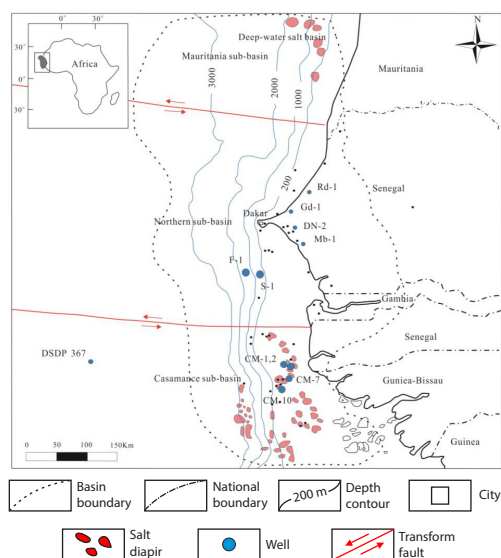 Deep-water salt basin
Mauritania sub-basin
Africa
30°
0°
30°
0°
30°
N
Mauritania
3000
2000
1000
200
Rd-1
Senegal
Gd-1
Dakar
DN-2
Northern sub-basin
Mb-1
F-1
S-1
Gambia
Senegal
DSDP 367
CM-1,2
CM-7
Casamance sub-basin
Guniea-Bissau
CM-10
Guinea
0 50 100 150Km
Basin
boundary
National
boundary
200 m
Depth
contour
City
Salt
diapir
Well
Transform
fault